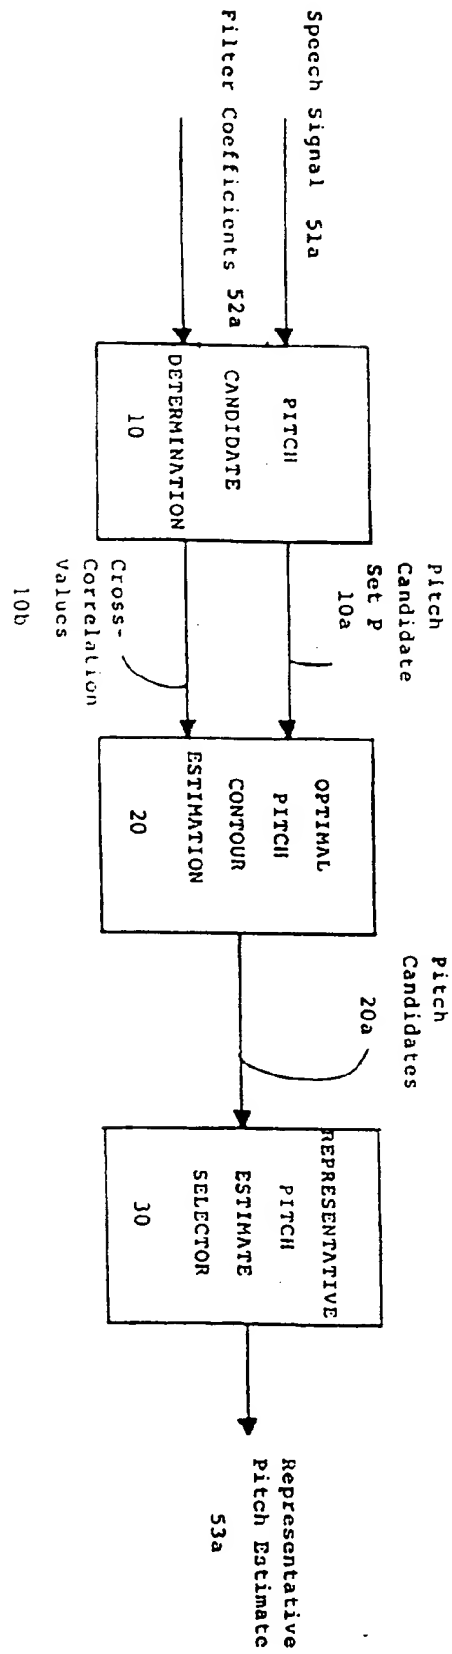 Speech Signal 51a
Filter Coefficients 52a
PITCH
CANDIDATE
DETERMINATION
10
Pitch
Candidate
Set P
10a
Cross-
Correlation
Values
10b
OPTIMAL
PITCH
CONTOUR
ESTIMATION
20
Pitch
Candidates
20a
REPRESENTATIVE
PITCH
ESTIMATE
SELECTOR
30
Representative
Pitch Estimate
53a